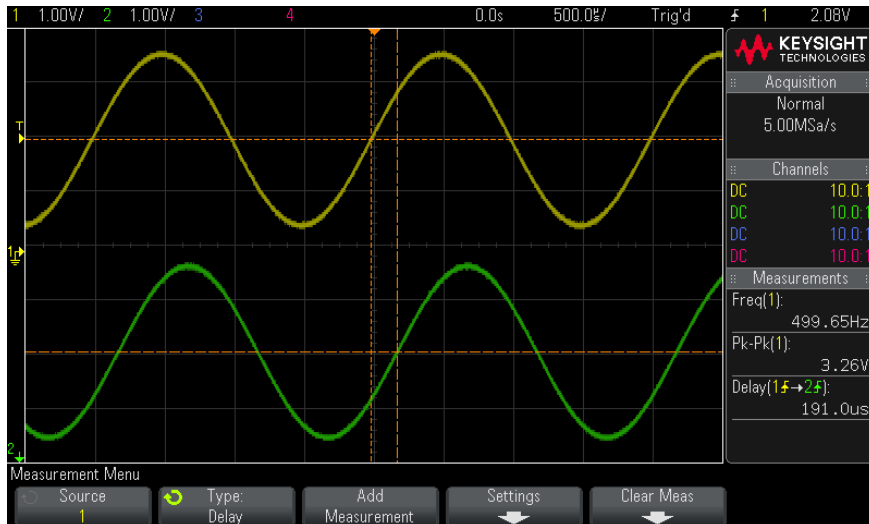 1 1.00V/ 2 1.00V/ 3 4 0.0s 500.0us/ Trig'd 1 2.08V
KEYSIGHT
TECHNOLOGIES
Acquisition
Normal
5.00MSa/s
Channels
DC 10.0:1
DC 10.0:1
DC 10.0:1
DC 10.0:1
Measurements
Freq(1):
499.65Hz
Pk-Pk(1):
3.26V
Delay(1→2):
191.0us
T
1
2
Measurement Menu
Source
1
Type:
Delay
Add
Measurement
Settings
Clear Meas